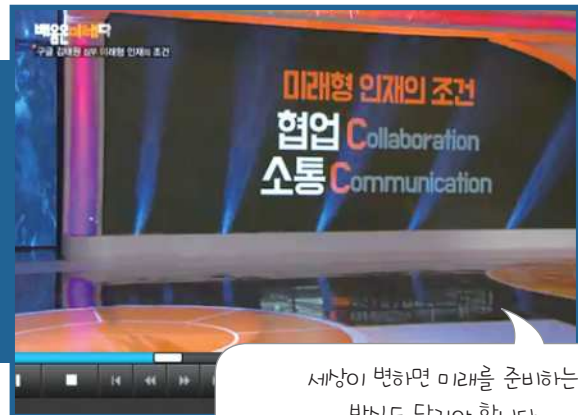 배움은 미래다
구글 김태원 상무 미래형 인재의 조건
미래형 인재의 조건
협업 Collaboration
소통 Communication
세상이 변하면 미래를 준비하는
방식도 달라야 합니다